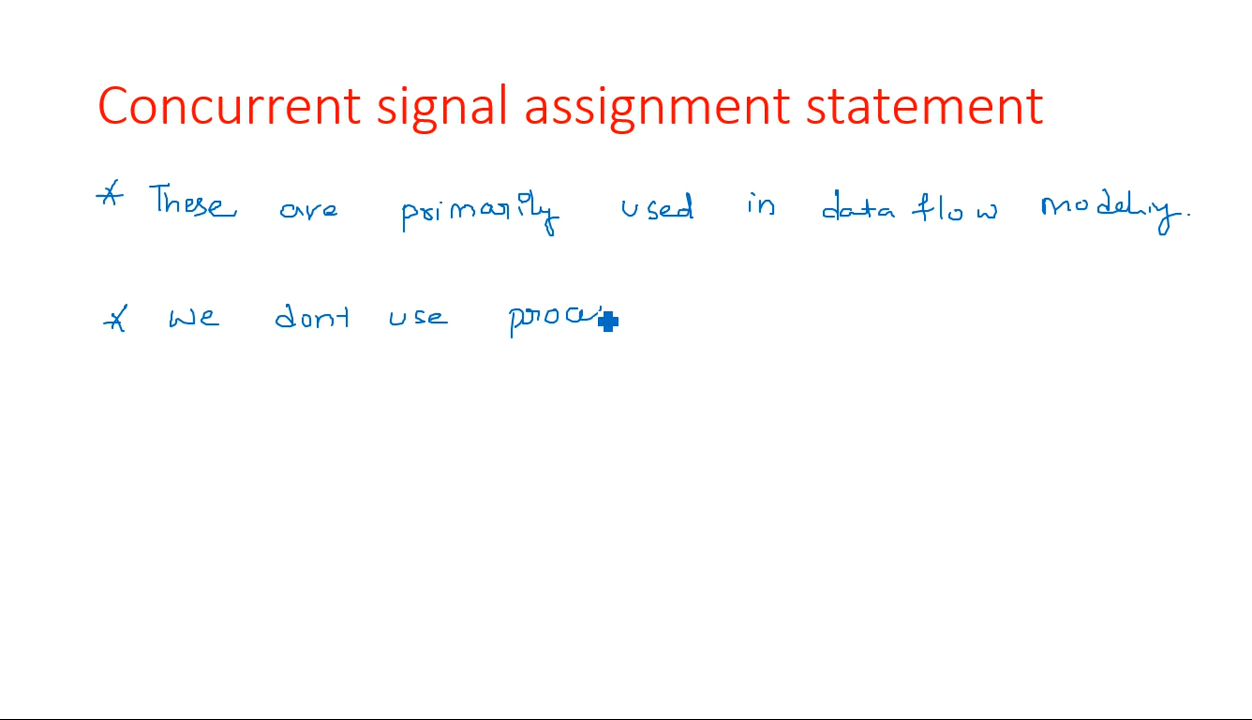 Concurrent signal assignment statement
* These are primarily used in data flow modeling.
* We dont use